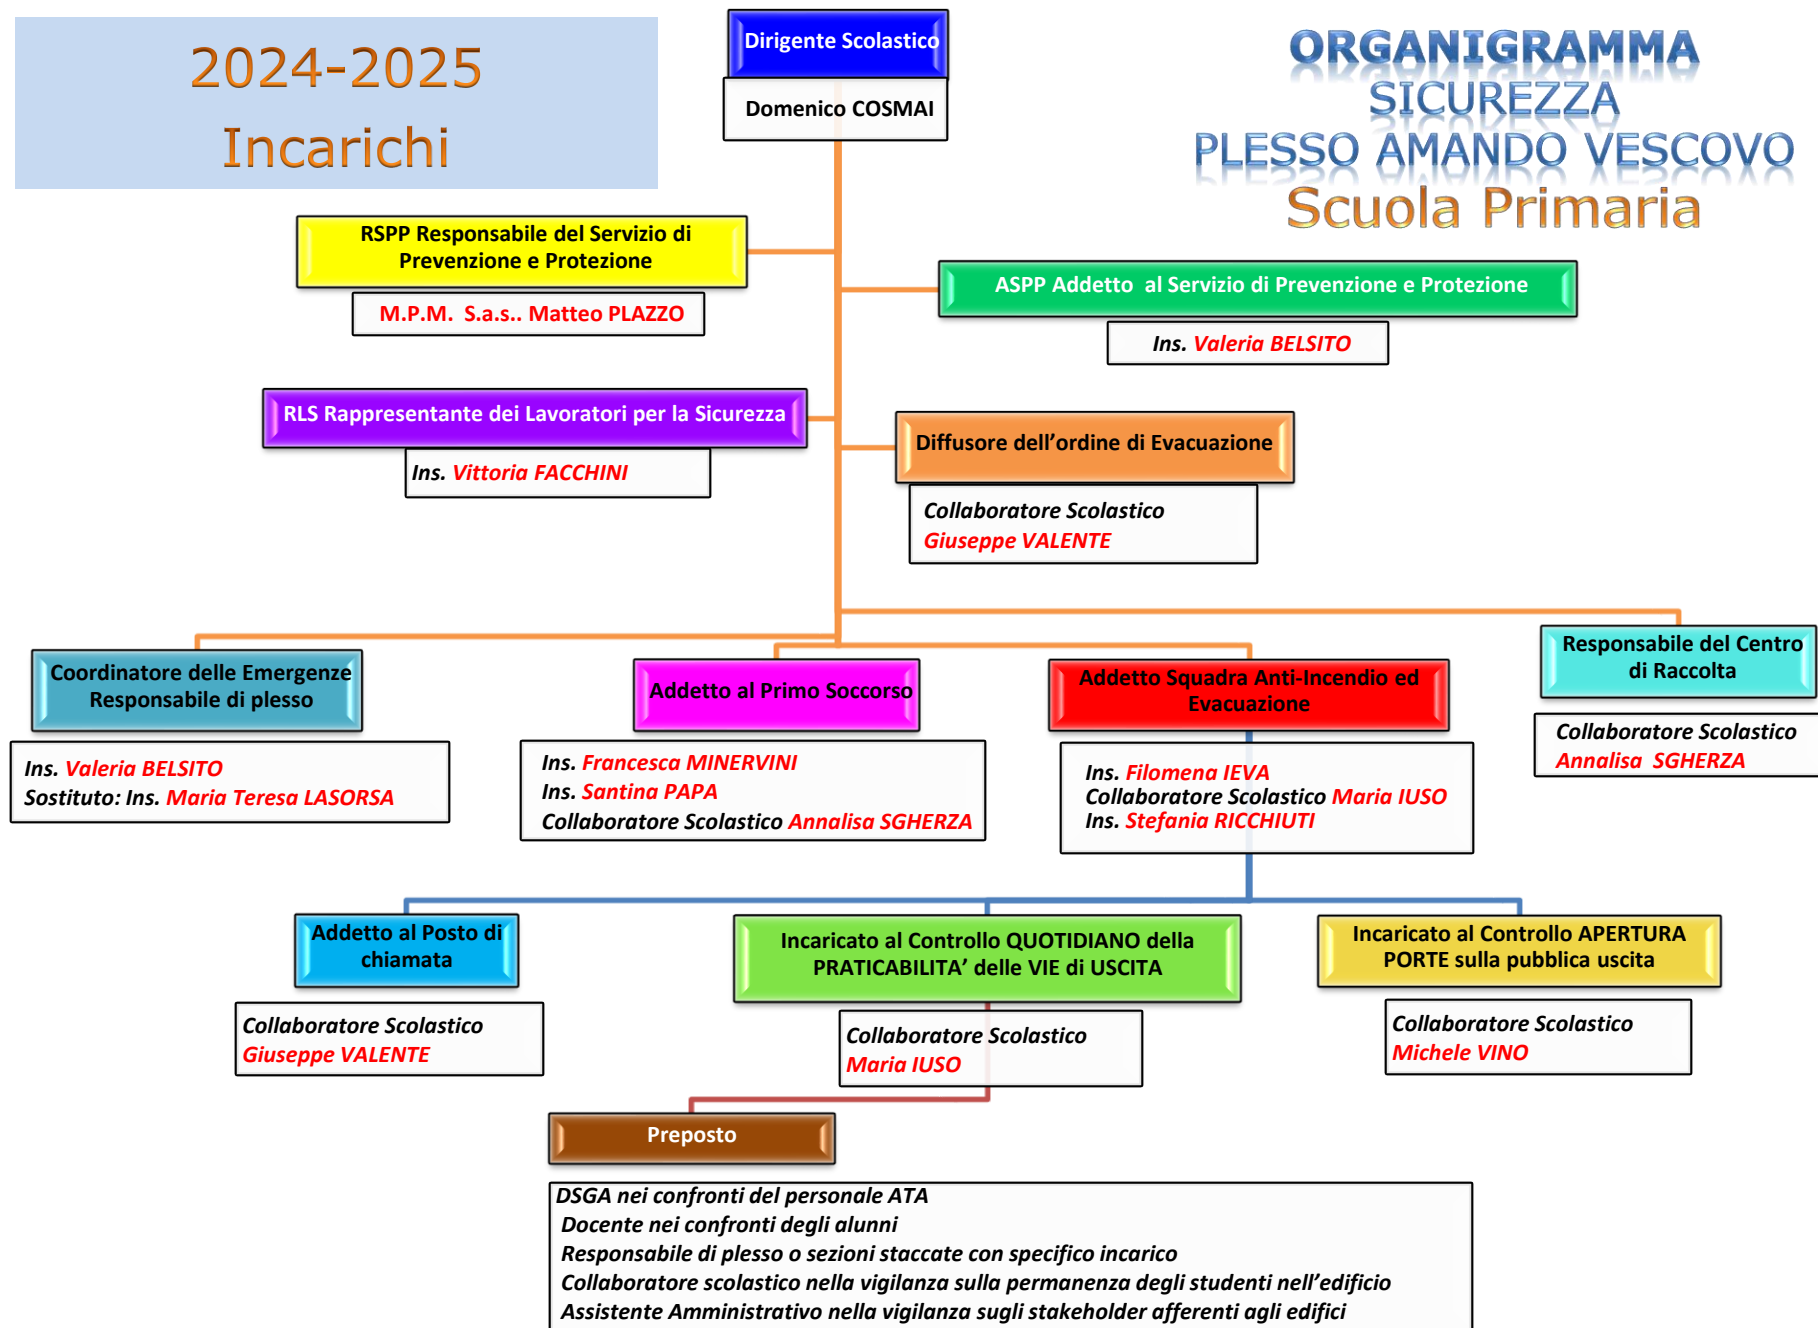 2024-2025
Incarichi
Dirigente Scolastico
Domenico COSMAI
ORGANIGRAMMA
SICUREZZA
PLESSO AMANDO VESCOVO
Scuola Primaria
RSPP Responsabile del Servizio di
Prevenzione e Protezione
M.P.M. S.a.s.. Matteo PLAZZO
ASPP Addetto al Servizio di Prevenzione e Protezione
Ins. Valeria BELSITO
RLS Rappresentante dei Lavoratori per la Sicurezza
Ins. Vittoria FACCHINI
Diffusore dell’ordine di Evacuazione
Collaboratore Scolastico
Giuseppe VALENTE
Coordinatore delle Emergenze
Responsabile di plesso
Ins. Valeria BELSITO
Sostituto: Ins. Maria Teresa LASORSA
Addetto al Primo Soccorso
Ins. Francesca MINERVINI
Ins. Santina PAPA
Collaboratore Scolastico Annalisa SGHERZA
Addetto Squadra Anti-Incendio ed
Evacuazione
Ins. Filomena IEVA
Collaboratore Scolastico Maria IUSO
Ins. Stefania RICCHIUTI
Responsabile del Centro
di Raccolta
Collaboratore Scolastico
Annalisa SGHERZA
Addetto al Posto di
chiamata
Collaboratore Scolastico
Giuseppe VALENTE
Incaricato al Controllo QUOTIDIANO della
PRATICABILITA’ delle VIE di USCITA
Collaboratore Scolastico
Maria IUSO
Incaricato al Controllo APERTURA
PORTE sulla pubblica uscita
Collaboratore Scolastico
Michele VINO
Preposto
DSGA nei confronti del personale ATA
Docente nei confronti degli alunni
Responsabile di plesso o sezioni staccate con specifico incarico
Collaboratore scolastico nella vigilanza sulla permanenza degli studenti nell’edificio
Assistente Amministrativo nella vigilanza sugli stakeholder afferenti agli edifici